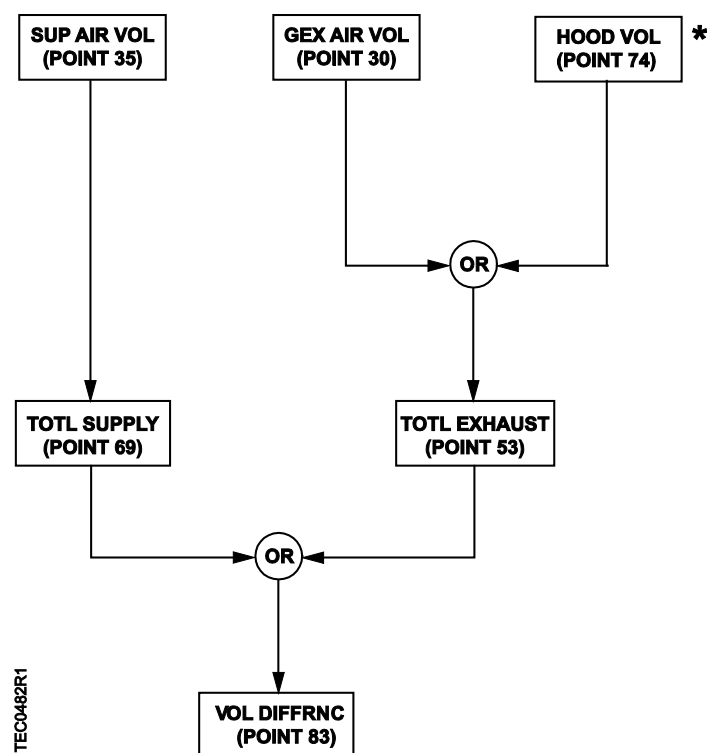 SUP AIR VOL
(POINT 35)
GEX AIR VOL
(POINT 30)
HOOD VOL
(POINT 74)
*
OR
TOTL SUPPLY
(POINT 69)
TOTL EXHAUST
(POINT 53)
OR
VOL DIFFRNC
(POINT 83)
TEC0482R1